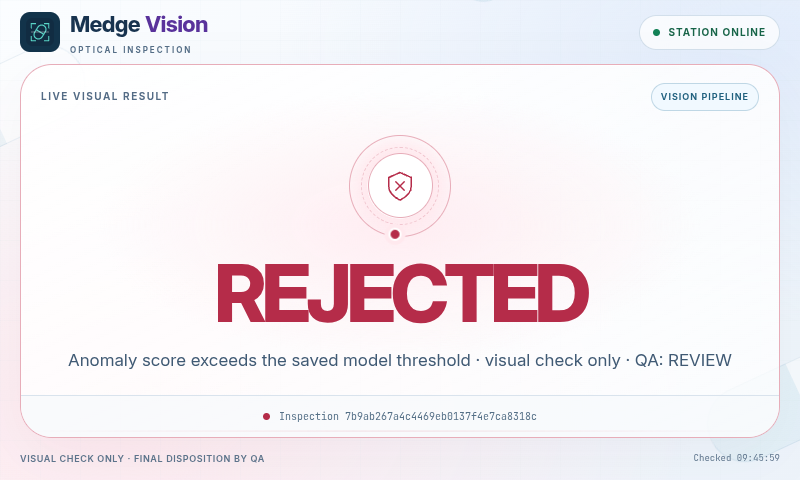 Medge Vision
OPTICAL INSPECTION
STATION ONLINE
LIVE VISUAL RESULT
VISION PIPELINE
REJECTED
Anomaly score exceeds the saved model threshold · visual check only · QA: REVIEW
Inspection 7b9ab267a4c4469eb0137f4e7ca8318c
VISUAL CHECK ONLY · FINAL DISPOSITION BY QA
Checked 09:45:59